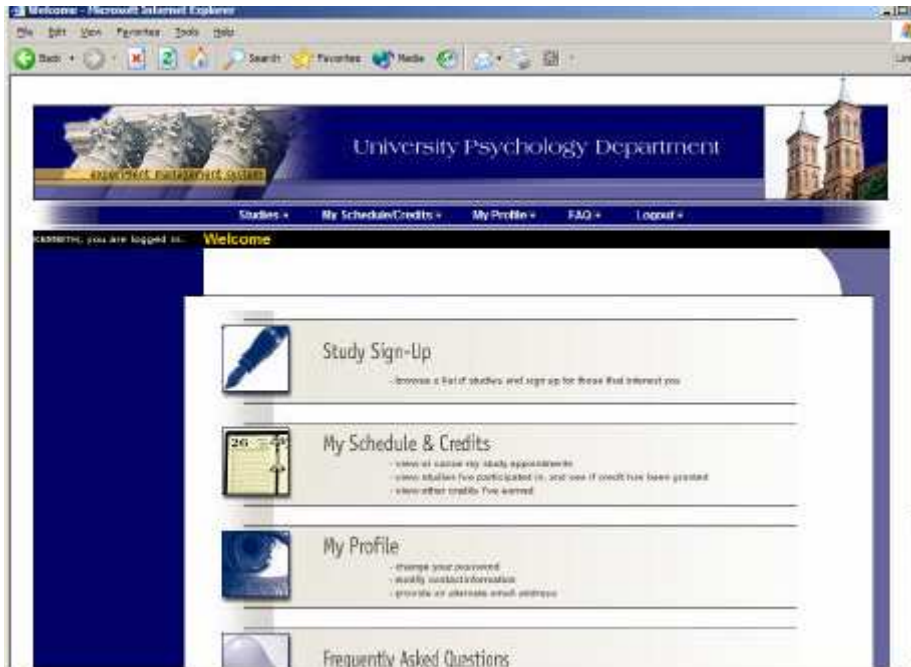 Welcome - Microsoft Internet Explorer
File Edit View Favorites Tools Help
Back Search Favorites Media
University Psychology Department
experiment management system
Studies My Schedule/Credits My Profile FAQ Logout
KENNETH, you are logged in. Welcome
Study Sign-Up
- browse a list of studies and sign up for those that interest you
26
My Schedule & Credits
- view or cancel my study appointments
- view studies I've participated in, and see if credit has been granted
- view other credits I've earned
My Profile
- change your password
- modify contact information
- provide an alternate email address
Frequently Asked Questions